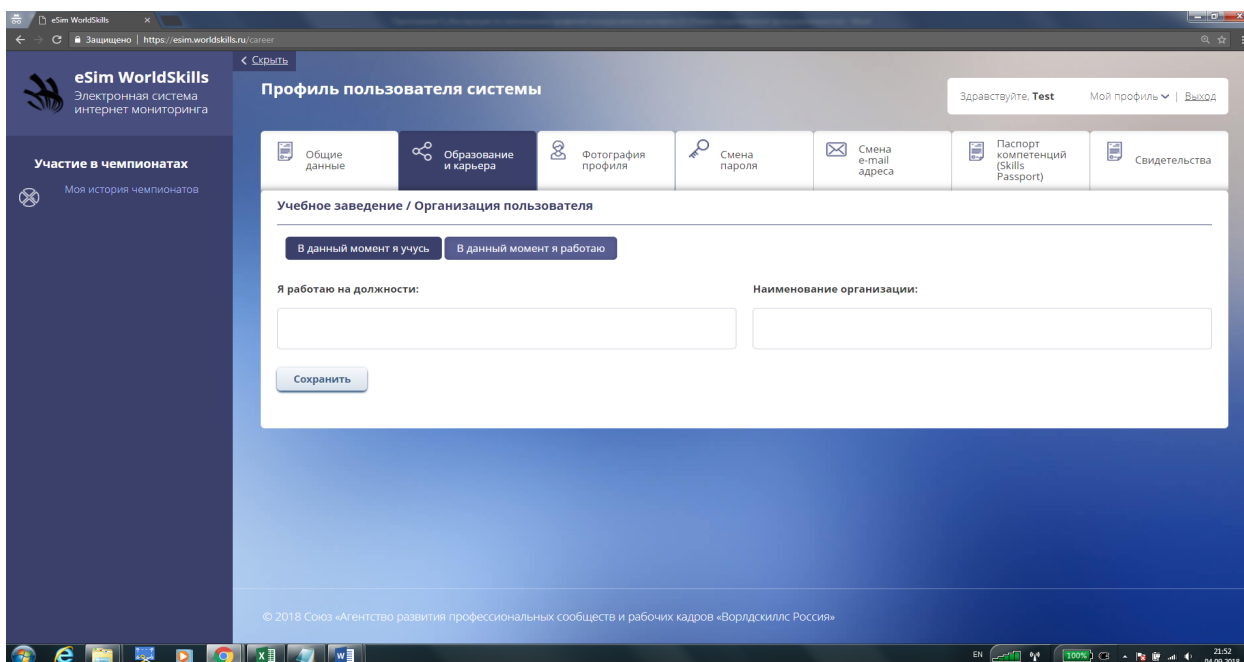 eSim WorldSkills
Защищено | https://esim.worldskills.ru/career
Скрыть
eSim WorldSkills
Электронная система
интернет мониторинга
Участие в чемпионатах
Моя история чемпионатов
Профиль пользователя системы
Здравствуйте, Test Мой профиль | Выход
Общие
данные
Образование
и карьера
Фотография
профиля
Смена
пароля
Смена
e-mail
адреса
Паспорт
компетенций
(Skills
Passport)
Свидетельства
Учебное заведение / Организация пользователя
В данный момент я учусь В данный момент я работаю
Я работаю на должности: Наименование организации:
Сохранить
© 2018 Союз «Агентство развития профессиональных сообществ и рабочих кадров «Ворлдскиллс Россия»
EN 100% 21:52
04.09.2018